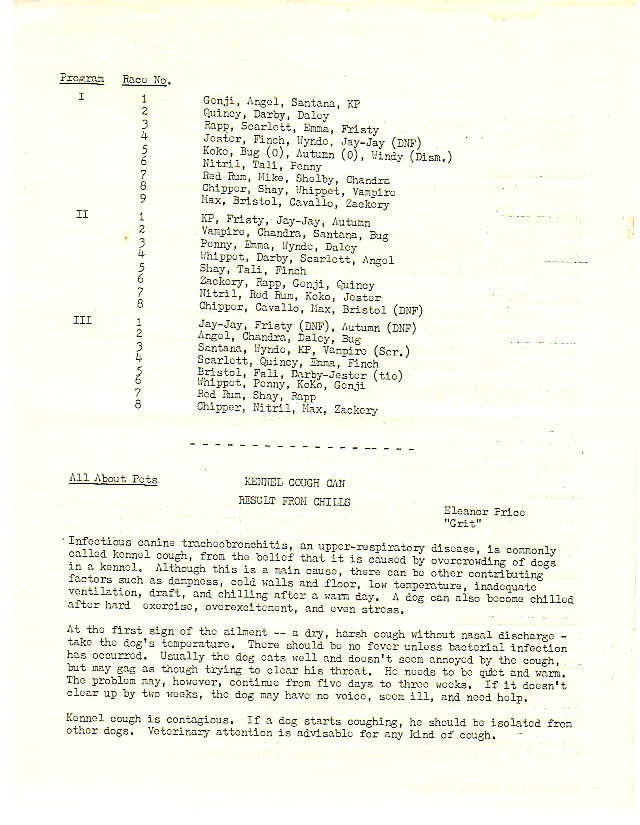 Program Race No.
I 1 Genji, Angel, Santana, KP
2 Quincy, Darby, Daley
3 Rapp, Scarlett, Emma, Fristy
4 Jester, Finch, Wynde, Jay-Jay (DNF)
5 Koko, Bug (0), Autumn (0), Windy (Dism.)
6 Nitril, Tali, Penny
7 Red Rum, Mike, Shelby, Chandra
8 Chipper, Shay, Whippet, Vampire
9 Max, Bristol, Cavallo, Zackery
II 1 KP, Fristy, Jay-Jay, Autumn
2 Vampire, Chandra, Santana, Bug
3 Penny, Emma, Wynde, Daley
4 Whippet, Darby, Scarlett, Angel
5 Shay, Tali, Finch
6 Zackery, Rapp, Genji, Quincy
7 Nitril, Red Rum, Koko, Jester
8 Chipper, Cavallo, Max, Bristol (DNF)
III 1 Jay-Jay, Fristy (DNF), Autumn (DNF)
2 Angel, Chandra, Daley, Bug
3 Santana, Wynde, KP, Vampire (Scr.)
4 Scarlett, Quincy, Emma, Finch
5 Bristol, Fali, Darby-Jester (tie)
6 Whippet, Penny, KoKo, Genji
7 Red Rum, Shay, Rapp
8 Chipper, Nitril, Max, Zackery
- - - - - - - - - - - - - - - - - -
All About Pets
KENNEL COUGH CAN
RESULT FROM CHILLS
Eleanor Price
"Grit"
Infectious canine tracheobronchitis, an upper-respiratory disease, is commonly
called kennel cough, from the belief that it is caused by overcrowding of dogs
in a kennel. Although this is a main cause, there can be other contributing
factors such as dampness, cold walls and floor, low temperature, inadequate
ventilation, draft, and chilling after a warm day. A dog can also become chilled
after hard exercise, overexcitement, and even stress.
At the first sign of the ailment -- a dry, harsh cough without nasal discharge -
take the dog's temperature. There should be no fever unless bacterial infection
has occurred. Usually the dog eats well and doesn't seem annoyed by the cough,
but may gag as though trying to clear his throat. He needs to be quiet and warm.
The problem may, however, continue from five days to three weeks. If it doesn't
clear up by two weeks, the dog may have no voice, seem ill, and need help.
Kennel cough is contagious. If a dog starts coughing, he should be isolated from
other dogs. Veterinary attention is advisable for any kind of cough.